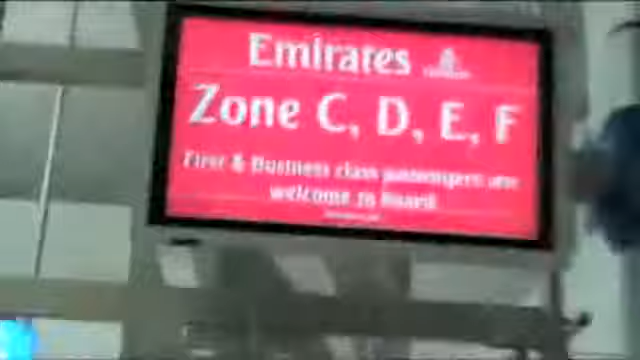 Emirates
Zone C, D, E, F
First & Business class passengers are
welcome to Board